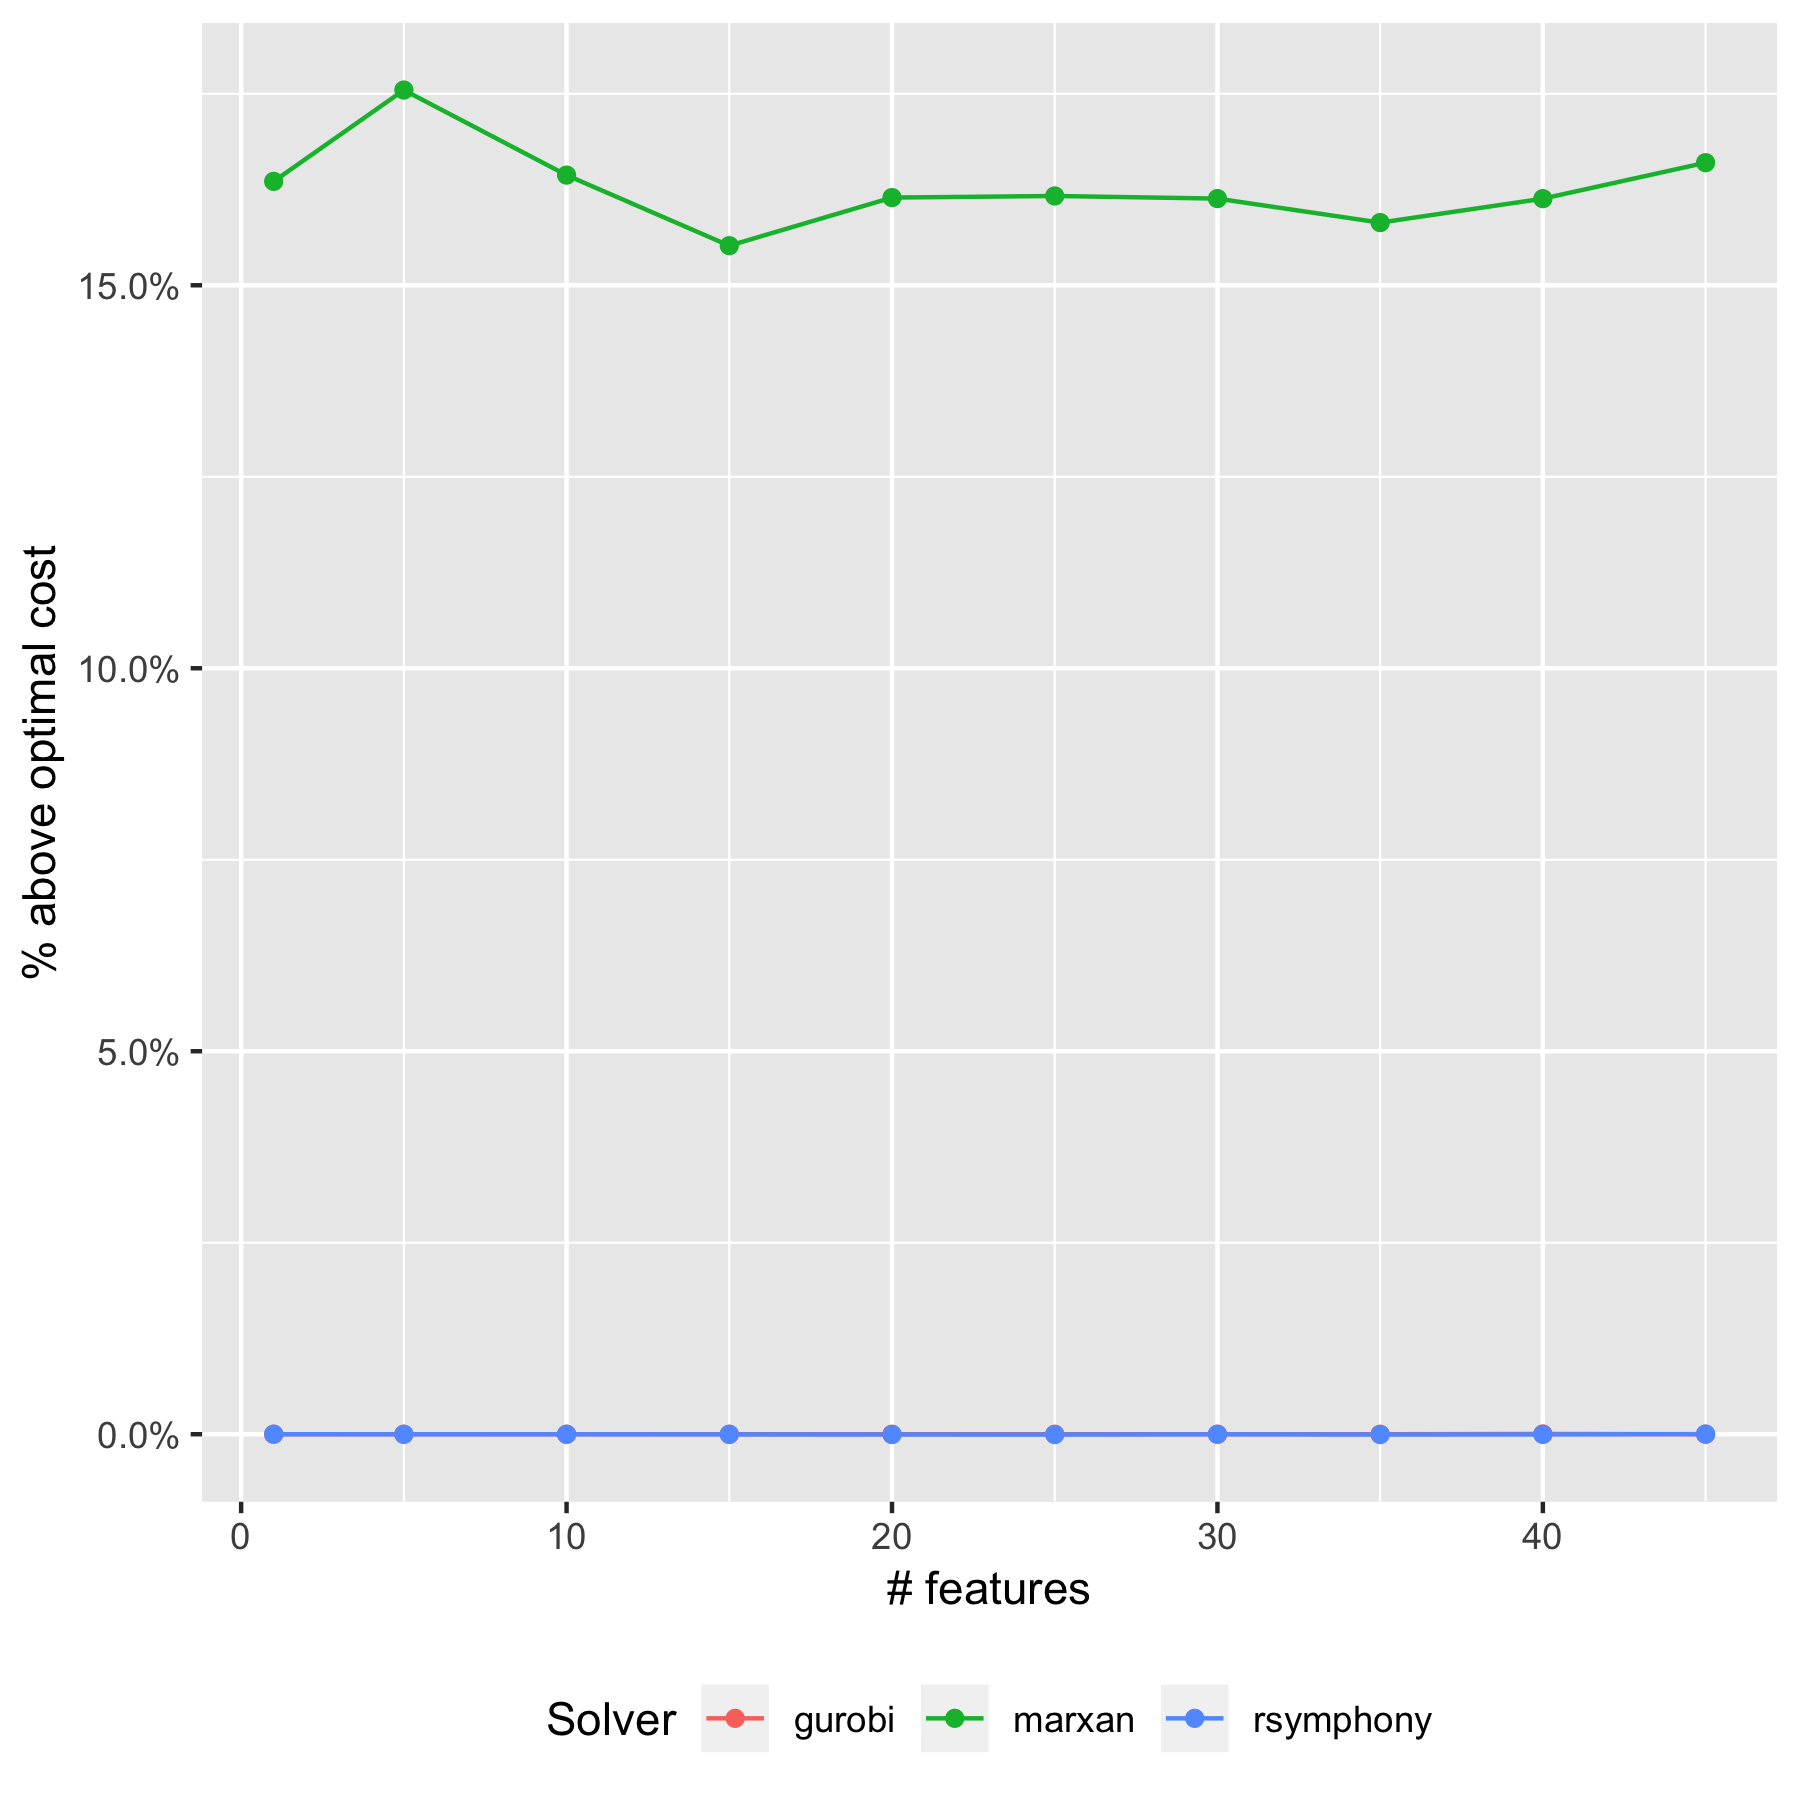 % above optimal cost
15.0%
10.0%
5.0%
0.0%
0 10 20 30 40
# features
Solver gurobi marxan rsymphony